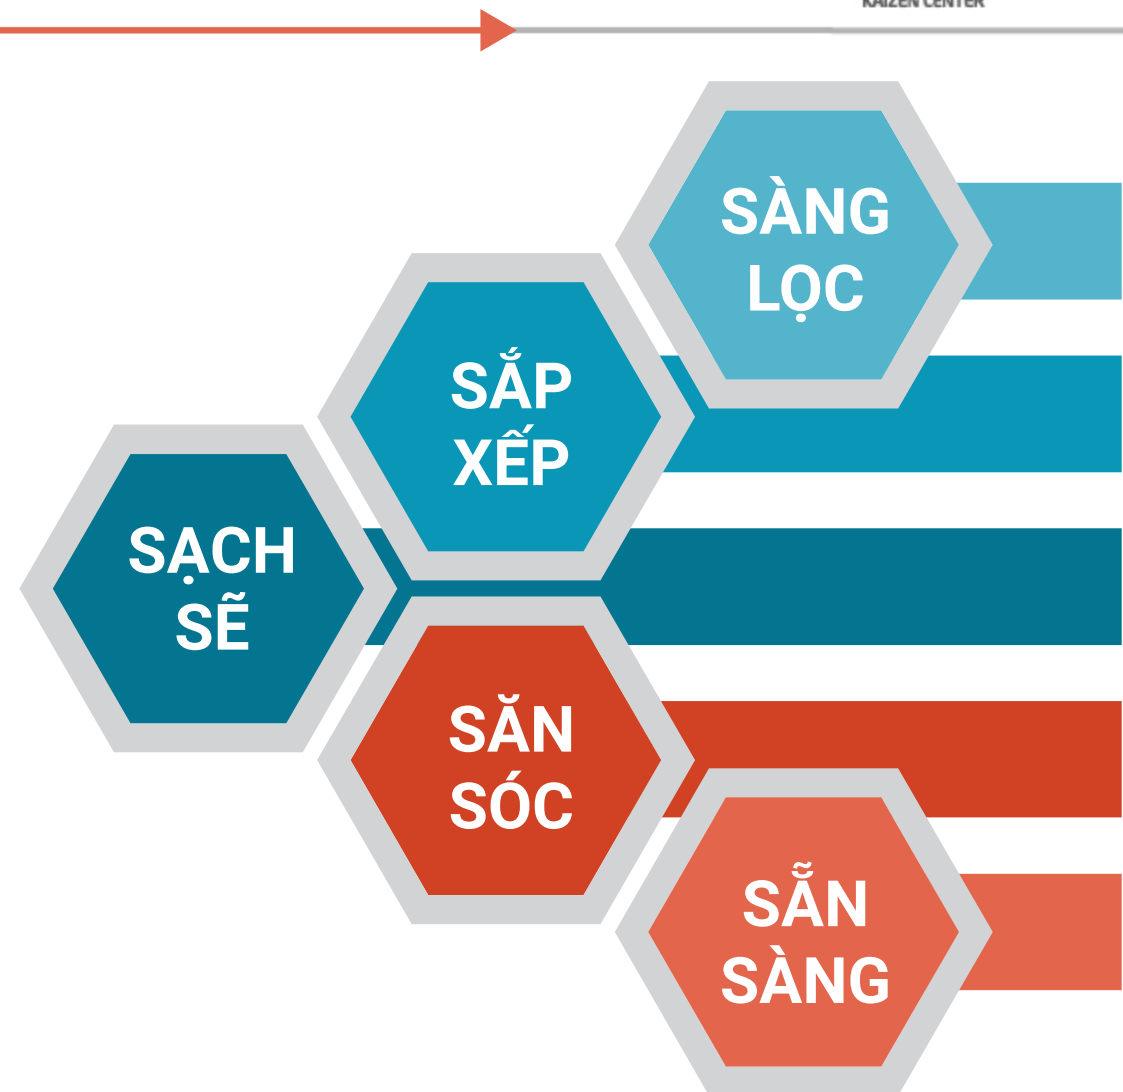 KAIZEN CENTER
SÀNG
LỌC
SẮP
XẾP
SẠCH
SẼ
SĂN
SÓC
SẴN
SÀNG